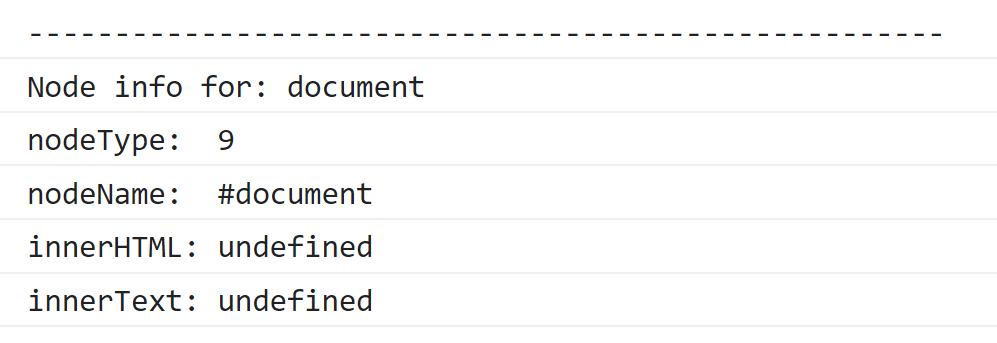 -----------------------------------------------------
Node info for: document
nodeType:  9
nodeName:  #document
innerHTML: undefined
innerText: undefined